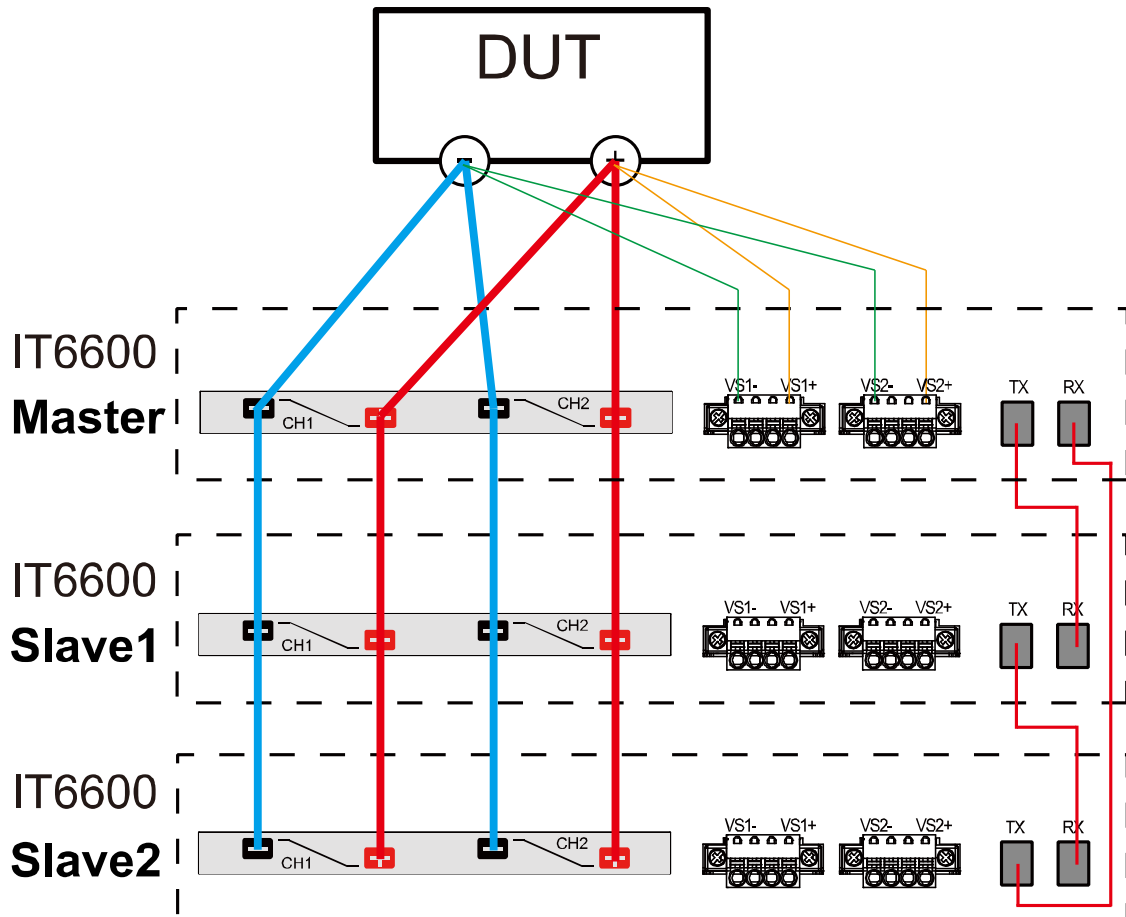 DUT
- +
IT6600
Master
CH1 CH2
VS1- VS1+ VS2- VS2+ TX RX
IT6600
Slave1
CH1 CH2
VS1- VS1+ VS2- VS2+ TX RX
IT6600
Slave2
CH1 CH2
VS1- VS1+ VS2- VS2+ TX RX